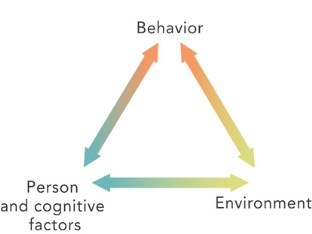 Behavior
Person
and cognitive
factors
Environment